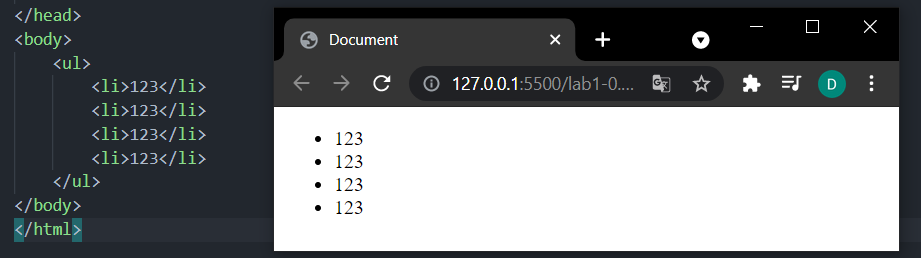 </head>
<body>
<ul>
<li>123</li>
<li>123</li>
<li>123</li>
<li>123</li>
</ul>
</body>
</html>
Document
127.0.0.1:5500/lab1-0....
D
• 123
• 123
• 123
• 123